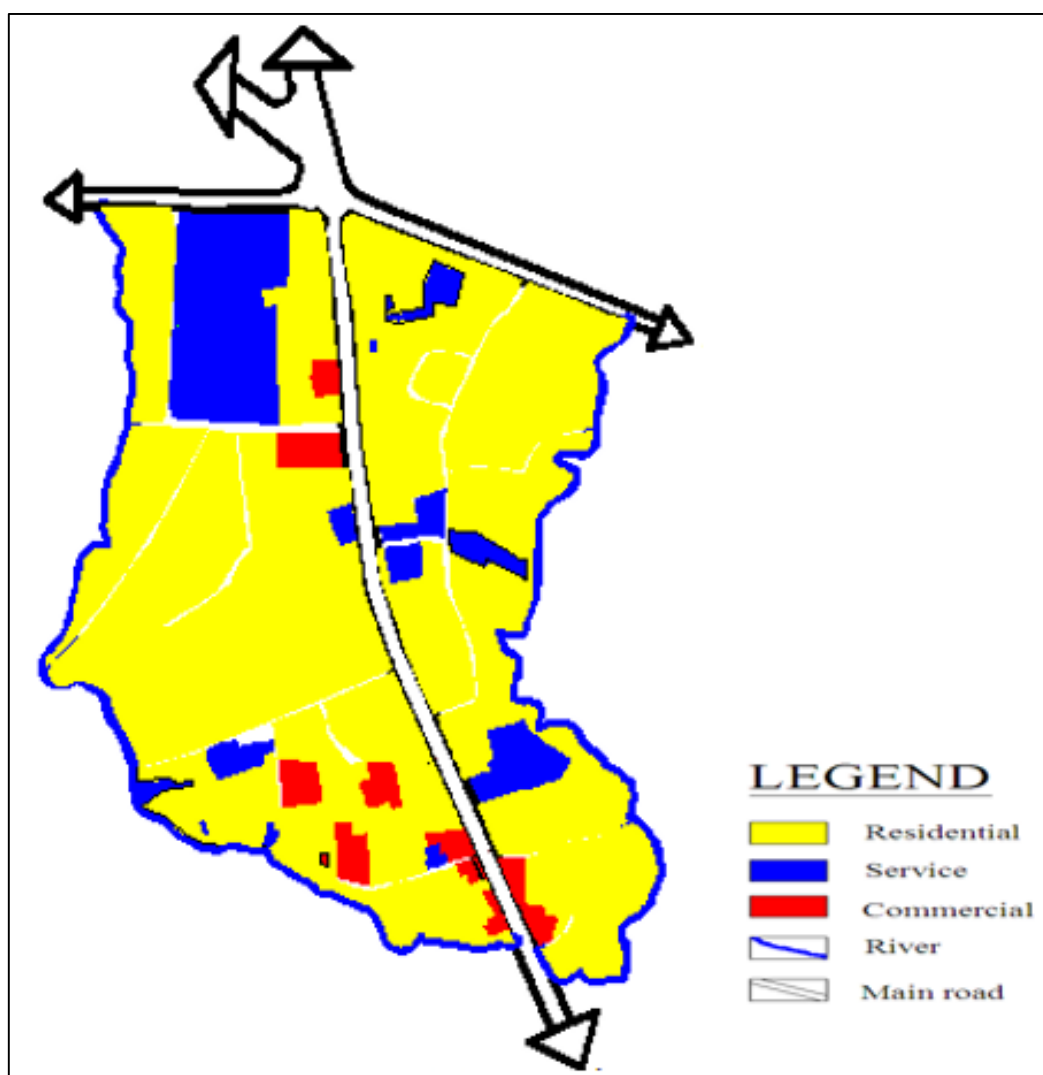 LEGEND
Residential
Service
Commercial
River
Main road